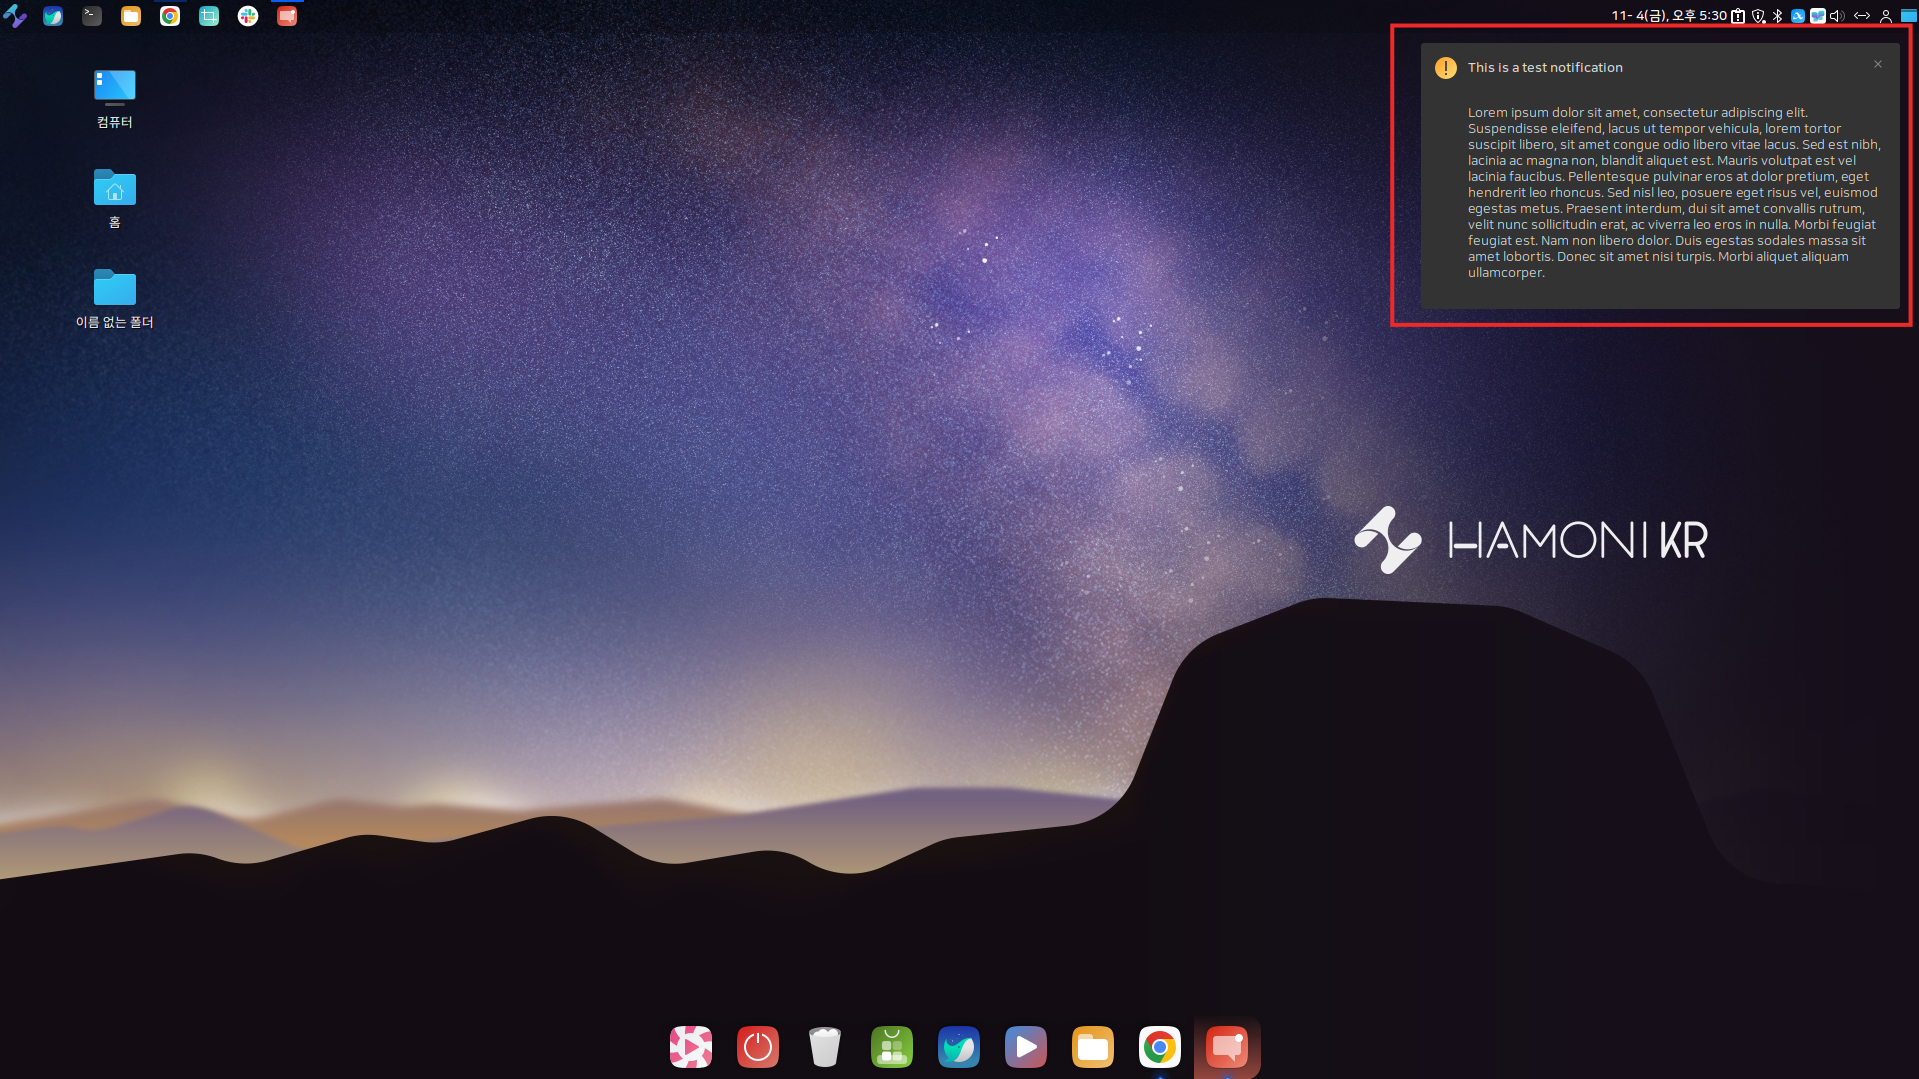 11- 4(금), 오후 5:30
This is a test notification
Lorem ipsum dolor sit amet, consectetur adipiscing elit.
Suspendisse eleifend, lacus ut tempor vehicula, lorem tortor
suscipit libero, sit amet congue odio libero vitae lacus. Sed est nibh,
lacinia ac magna non, blandit aliquet est. Mauris volutpat est vel
lacinia faucibus. Pellentesque pulvinar eros at dolor pretium, eget
hendrerit leo rhoncus. Sed nisl leo, posuere eget risus vel, euismod
egestas metus. Praesent interdum, dui sit amet convallis rutrum,
velit nunc sollicitudin erat, ac viverra leo eros in nulla. Morbi feugiat
feugiat est. Nam non libero dolor. Duis egestas sodales massa sit
amet lobortis. Donec sit amet nisi turpis. Morbi aliquet aliquam
ullamcorper.
컴퓨터
홈
이름 없는 폴더
HAMONIKR